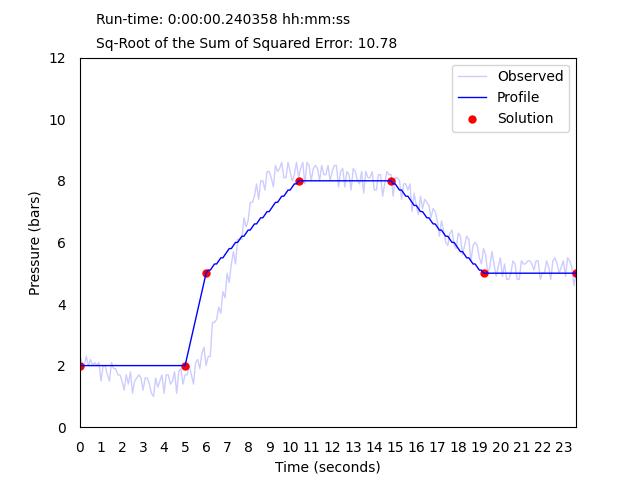 Run-time: 0:00:00.240358 hh:mm:ss
Sq-Root of the Sum of Squared Error: 10.78
12
10
8
6
4
2
0
Pressure (bars)
Observed
Profile
Solution
0 1 2 3 4 5 6 7 8 9 10 11 12 13 14 15 16 17 18 19 20 21 22 23
Time (seconds)